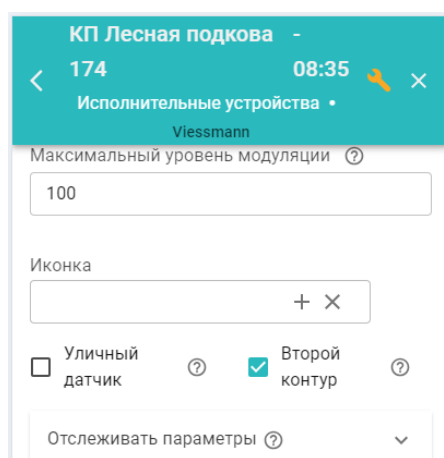 КП Лесная подкова -
174 08:35
Исполнительные устройства •
Viessmann
Максимальный уровень модуляции
100
Иконка
Уличный Второй
датчик контур
Отслеживать параметры